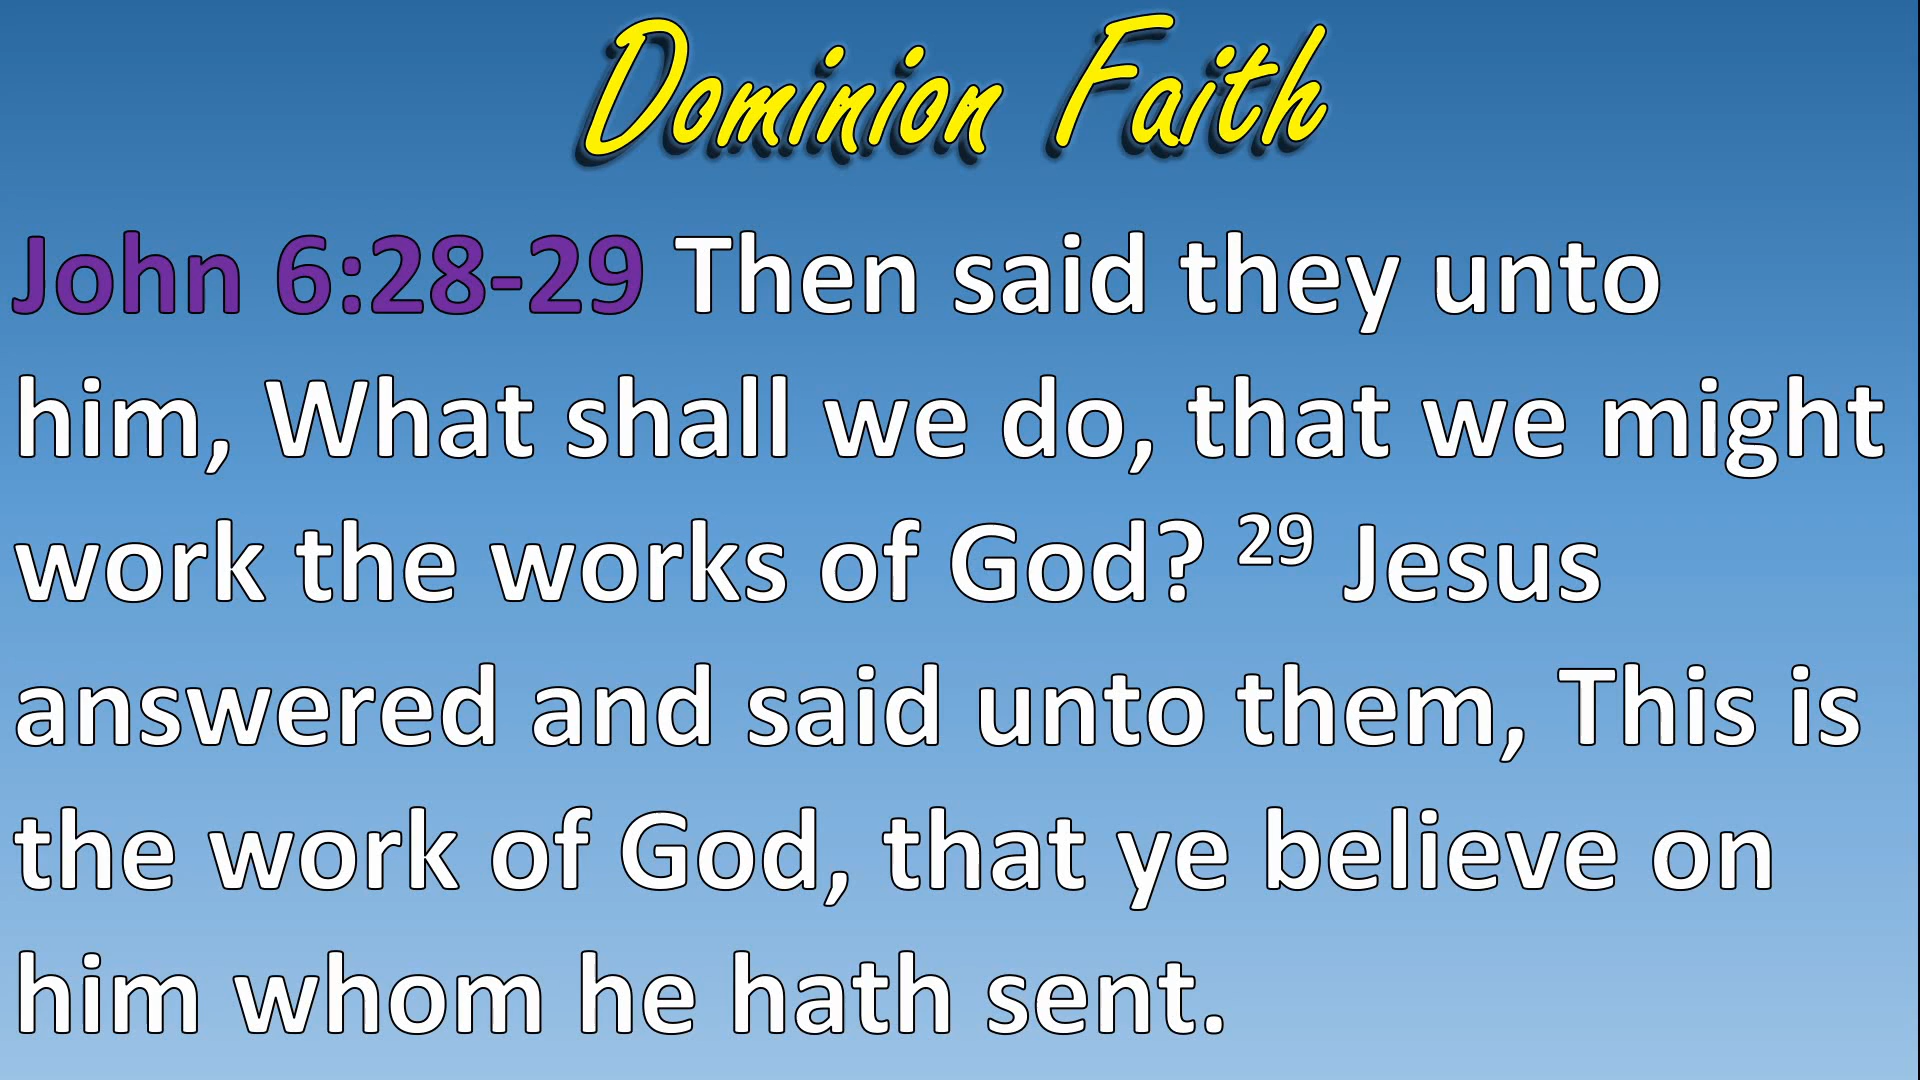 Dominion Faith
John 6:28-29 Then said they unto
him, What shall we do, that we might
work the works of God? 29 Jesus
answered and said unto them, This is
the work of God, that ye believe on
him whom he hath sent.